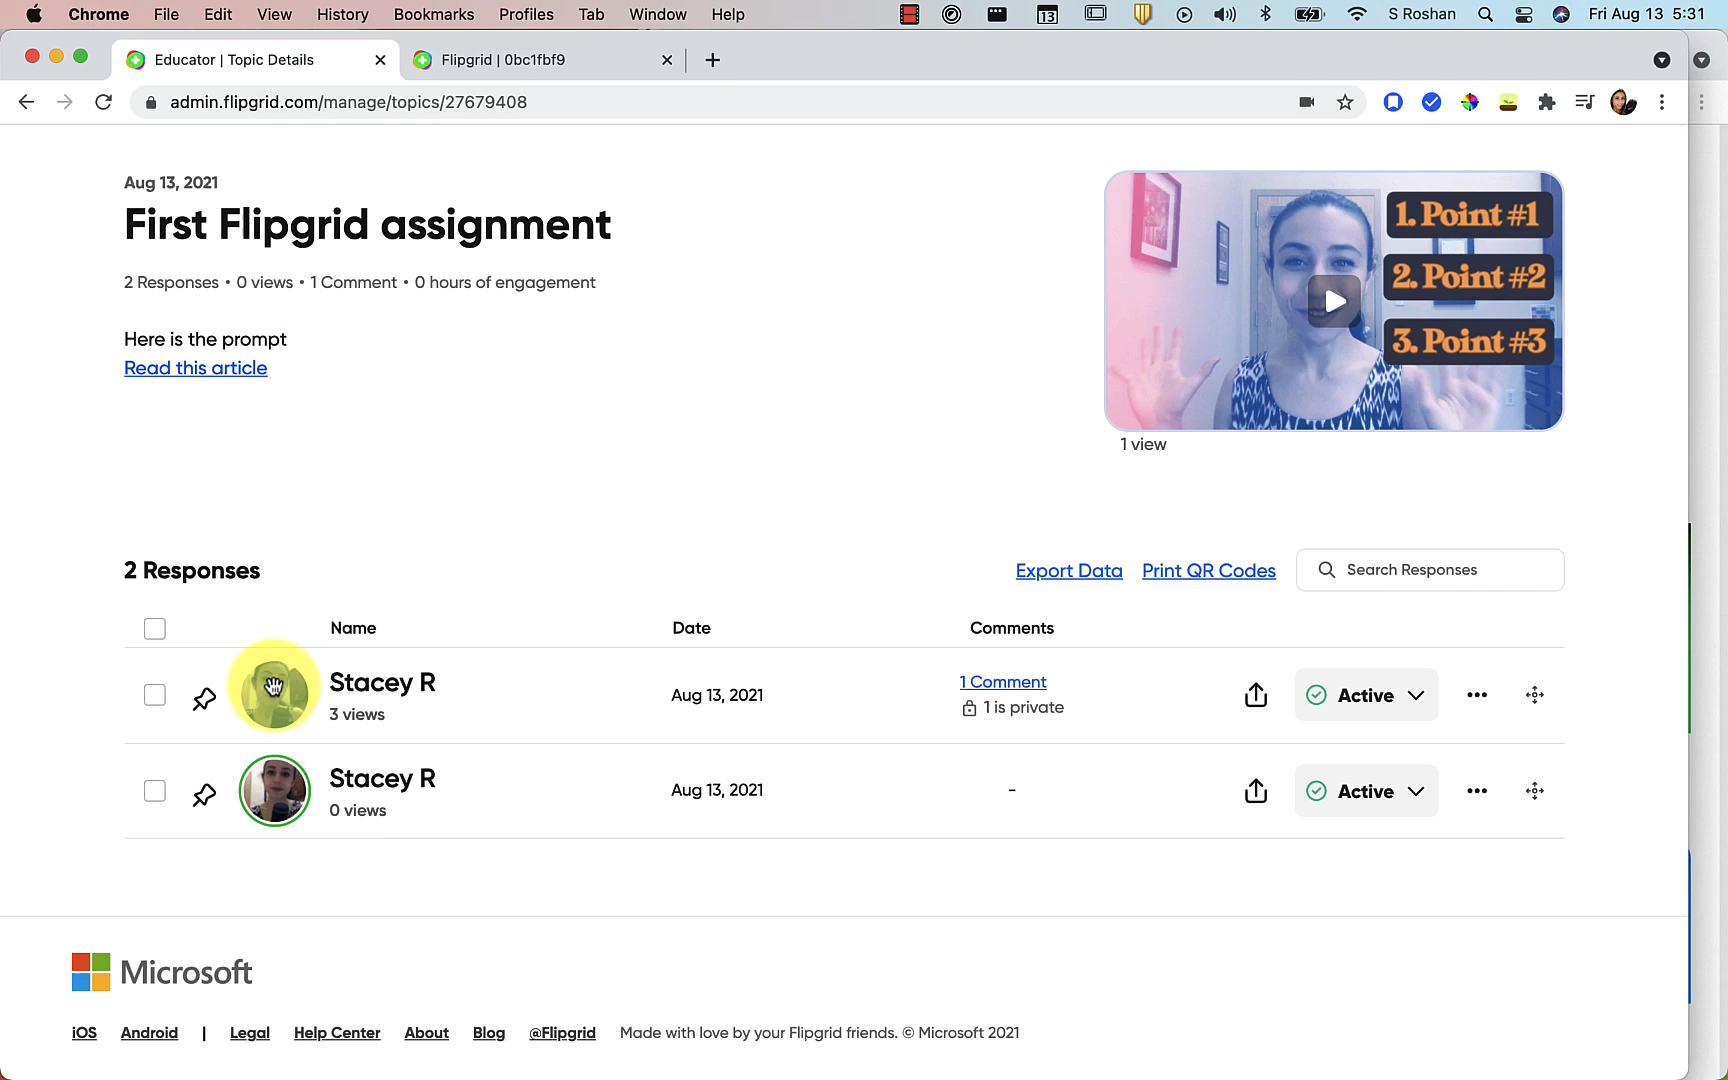 Chrome File Edit View History Bookmarks Profiles Tab Window Help 13 S Roshan Fri Aug 13 5:31
Educator | Topic Details
Flipgrid | 0bc1fbf9
admin.flipgrid.com/manage/topics/27679408
Aug 13, 2021
First Flipgrid assignment
2 Responses • 0 views • 1 Comment • 0 hours of engagement
Here is the prompt
Read this article
1. Point #1
2. Point #2
3. Point #3
1 view
2 Responses
Export Data
Print QR Codes
Search Responses
Name Date Comments
Stacey R
3 views
Aug 13, 2021
1 Comment
1 is private
Active
Stacey R
0 views
Aug 13, 2021
-
Active
Microsoft
iOS Android | Legal Help Center About Blog @Flipgrid Made with love by your Flipgrid friends. © Microsoft 2021